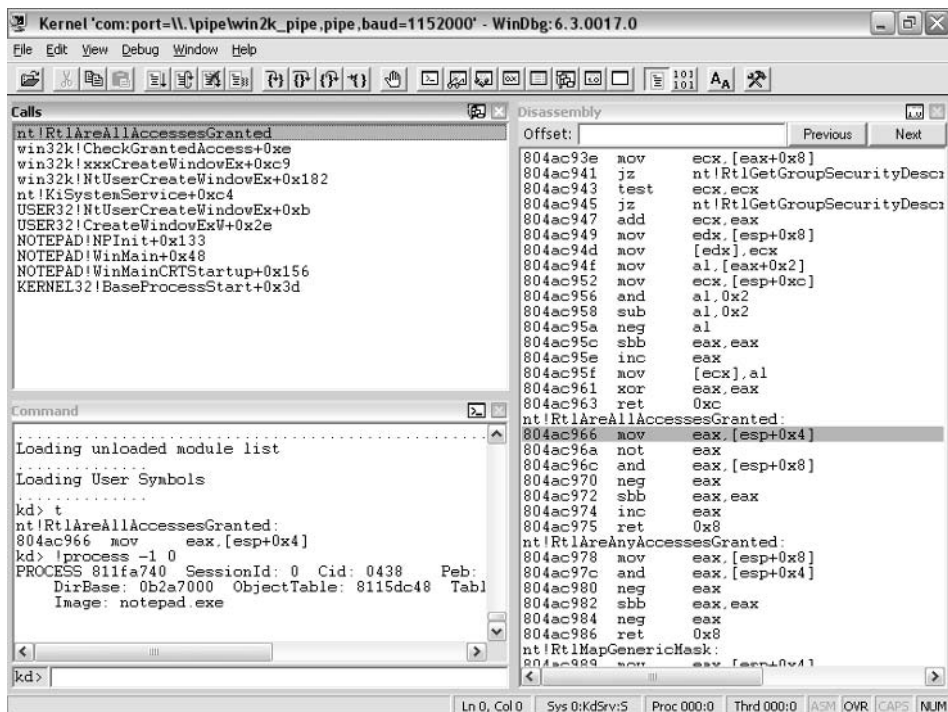 Kernel 'com:port=\\.\pipe\win2k_pipe,pipe,baud=1152000' - WinDbg:6.3.0017.0
File Edit View Debug Window Help
Calls
nt!RtlAreAllAccessesGranted
win32k!CheckGrantedAccess+0xe
win32k!xxxCreateWindowEx+0xc9
win32k!NtUserCreateWindowEx+0x182
nt!KiSystemService+0xc4
USER32!NtUserCreateWindowEx+0xb
USER32!CreateWindowExW+0x2e
NOTEPAD!NPInit+0x133
NOTEPAD!WinMain+0x48
NOTEPAD!WinMainCRTStartup+0x156
KERNEL32!BaseProcessStart+0x3d
Command
Loading unloaded module list
..............
Loading User Symbols
..............
kd> t
nt!RtlAreAllAccessesGranted:
804ac966 mov eax,[esp+0x4]
kd> !process -1 0
PROCESS 811fa740 SessionId: 0 Cid: 0438 Peb:
DirBase: 0b2a7000 ObjectTable: 8115dc48 Tabl
Image: notepad.exe
kd>
Disassembly
Offset: Previous Next
804ac93e mov ecx,[eax+0x8]
804ac941 jz nt!RtlGetGroupSecurityDescr
804ac943 test ecx,ecx
804ac945 jz nt!RtlGetGroupSecurityDescr
804ac947 add ecx,eax
804ac949 mov edx,[esp+0x8]
804ac94d mov [edx],ecx
804ac94f mov al,[eax+0x2]
804ac952 mov ecx,[esp+0xc]
804ac956 and al,0x2
804ac958 sub al,0x2
804ac95a neg al
804ac95c sbb eax,eax
804ac95e inc eax
804ac95f mov [ecx],al
804ac961 xor eax,eax
804ac963 ret 0xc
nt!RtlAreAllAccessesGranted:
804ac966 mov eax,[esp+0x4]
804ac96a not eax
804ac96c and eax,[esp+0x8]
804ac970 neg eax
804ac972 sbb eax,eax
804ac974 inc eax
804ac975 ret 0x8
nt!RtlAreAnyAccessesGranted:
804ac978 mov eax,[esp+0x8]
804ac97c and eax,[esp+0x4]
804ac980 neg eax
804ac982 sbb eax,eax
804ac984 neg eax
804ac986 ret 0x8
nt!RtlMapGenericMask:
804ac989 mov eax,[esp+0x4]
Ln 0, Col 0 Sys 0:KdSrv:S Proc 000:0 Thrd 000:0 ASM OVR CAPS NUM